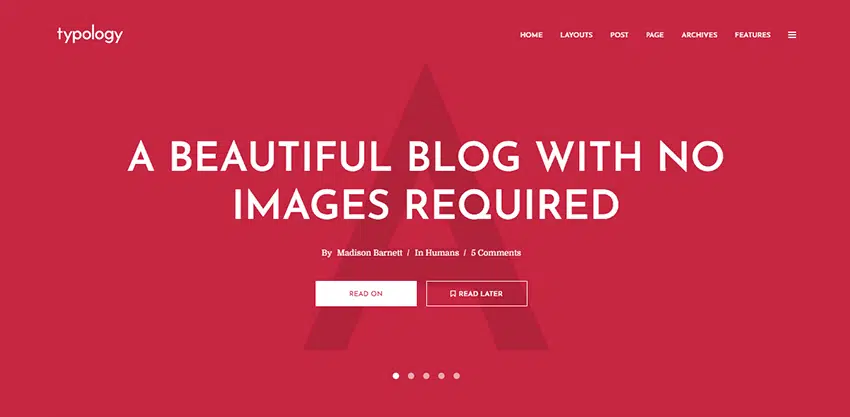 typology
HOME LAYOUTS POST PAGE ARCHIVES FEATURES
A
A BEAUTIFUL BLOG WITH NO
IMAGES REQUIRED
By Madison Barnett / In Humans / 5 Comments
READ ON READ LATER